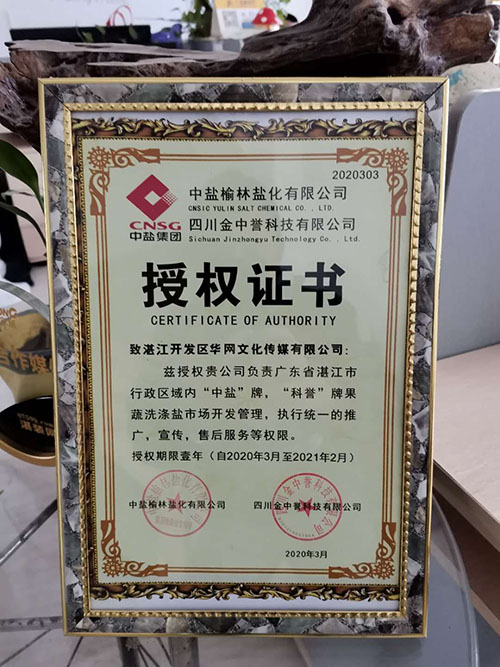 2020303
中盐榆林盐化有限公司
CNSIC YULIN SALT CHEMICAL CO. , LTD.
CNSG
中盐集团
四川金中誉科技有限公司
Sichuan Jinzhongyu Technology Co. , Ltd.
授权证书
CERTIFICATE OF AUTHORITY
致湛江开发区华网文化传媒有限公司:
兹授权贵公司负责广东省湛江市
行政区域内“中盐”牌,“科誉”牌果
蔬洗涤盐市场开发管理,执行统一的推
广,宣传,售后服务等权限。
授权期限壹年(自2020年3月至2021年2月)
中盐榆林盐化有限公司
四川金中誉科技有限公司
2020年3月